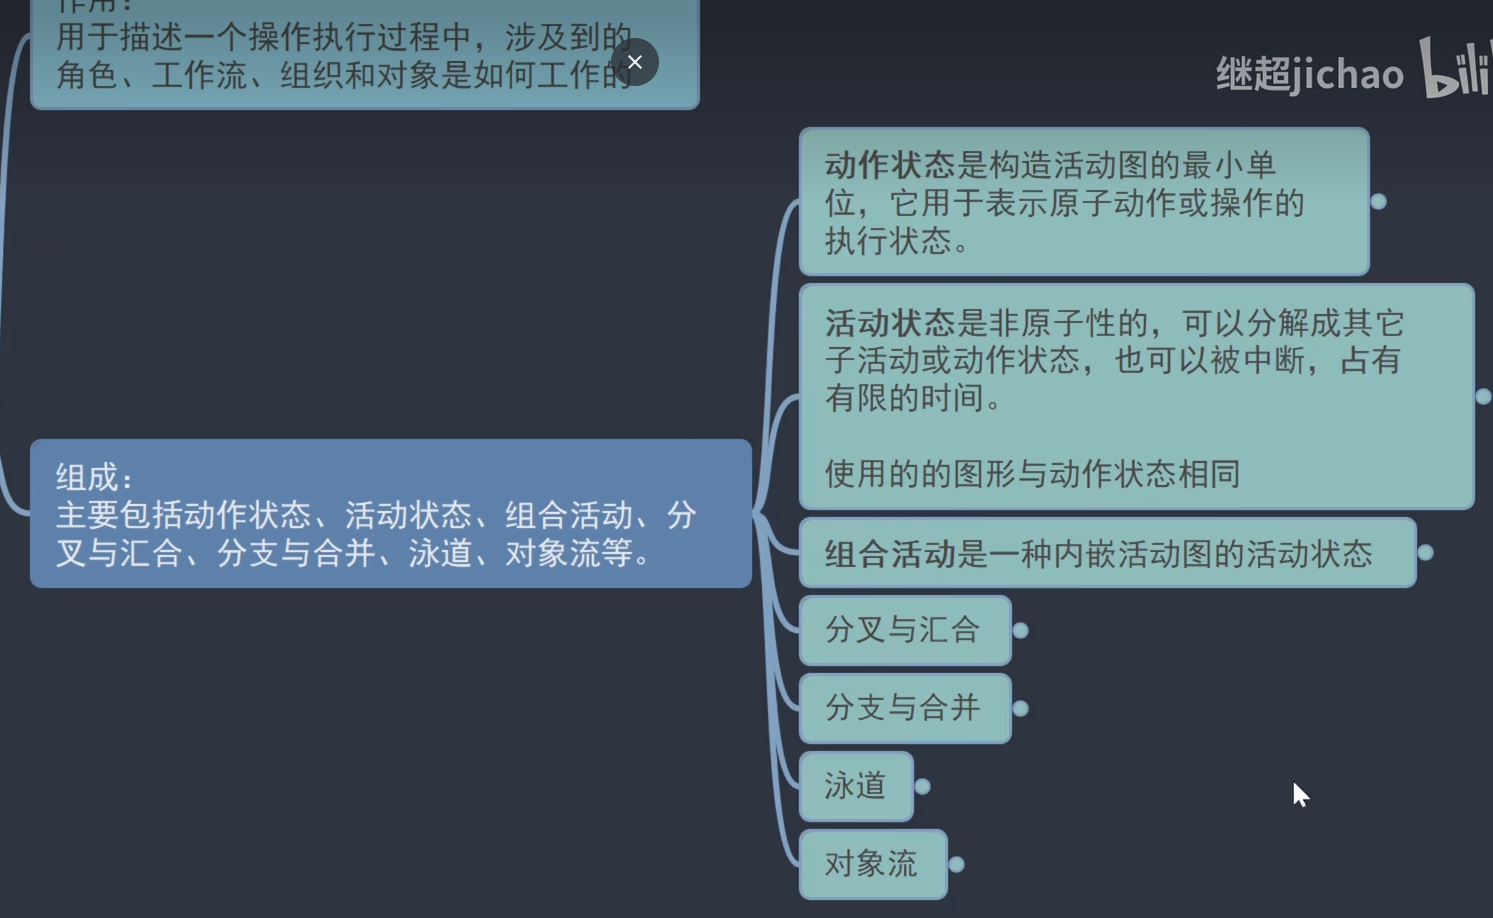 作用：
用于描述一个操作执行过程中，涉及到的
角色、工作流、组织和对象是如何工作的
继超jichao bili
动作状态是构造活动图的最小单
位，它用于表示原子动作或操作的
执行状态。
活动状态是非原子性的，可以分解成其它
子活动或动作状态，也可以被中断，占有
有限的时间。
使用的的图形与动作状态相同
组成：
主要包括动作状态、活动状态、组合活动、分
叉与汇合、分支与合并、泳道、对象流等。
组合活动是一种内嵌活动图的活动状态
分叉与汇合
分支与合并
泳道
对象流